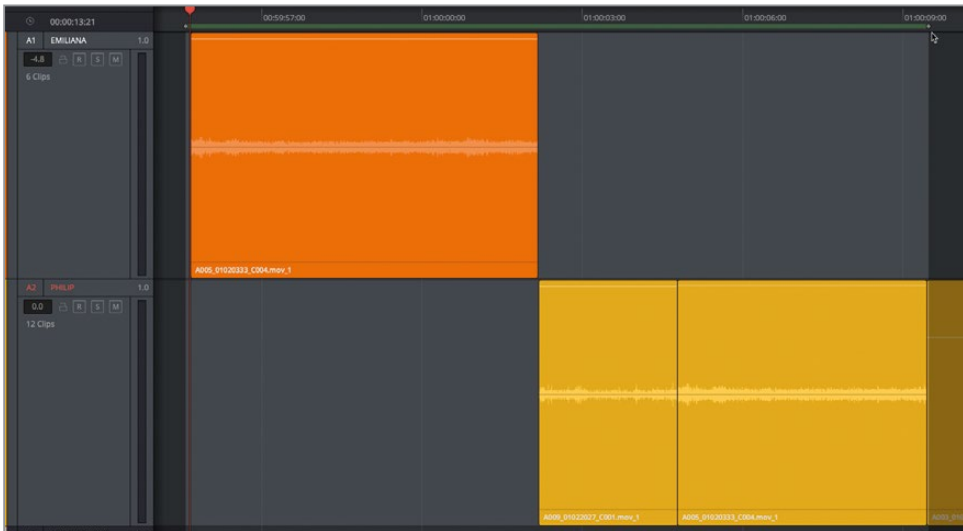 00:00:13:21
00:59:57:00
01:00:00:00
01:00:03:00
01:00:06:00
01:00:09:00
A1 EMILIANA 1.0
-4.8 R S M
6 Clips
A005_01020333_C004.mov_1
A2 PHILIP 1.0
0.0 R S M
12 Clips
A009_01022027_C001.mov_1
A005_01020333_C004.mov_1